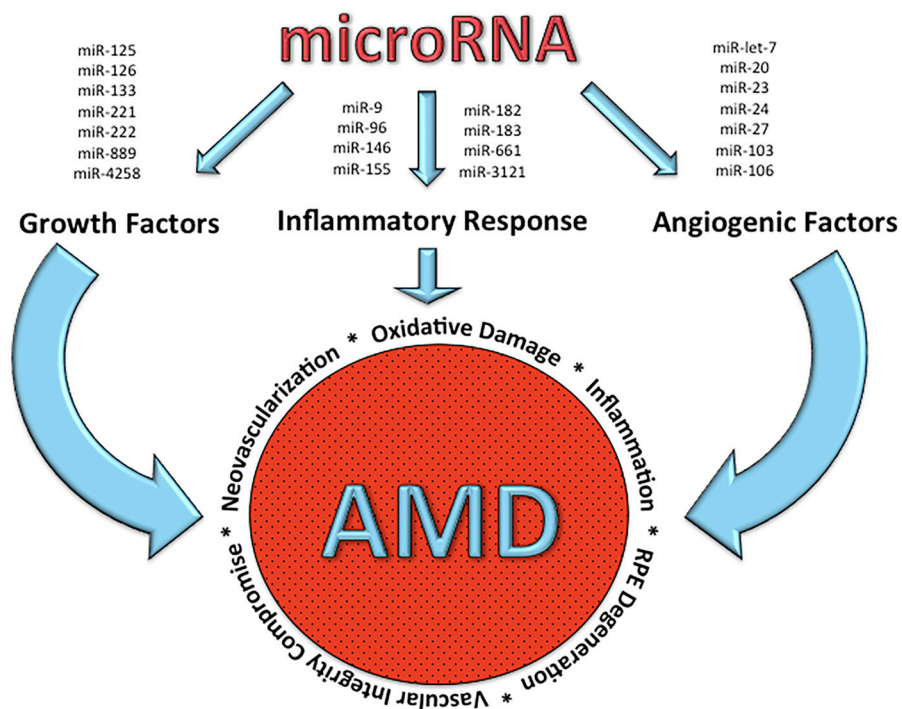 microRNA
miR-125
miR-126
miR-133
miR-221
miR-222
miR-889
miR-4258
miR-9
miR-96
miR-146
miR-155
miR-182
miR-183
miR-661
miR-3121
miR-let-7
miR-20
miR-23
miR-24
miR-27
miR-103
miR-106
Growth Factors
Inflammatory Response
Angiogenic Factors
* Oxidative Damage * Inflammation * RPE Degeneration * Vascular Integrity Compromise * Neovascularization
AMD